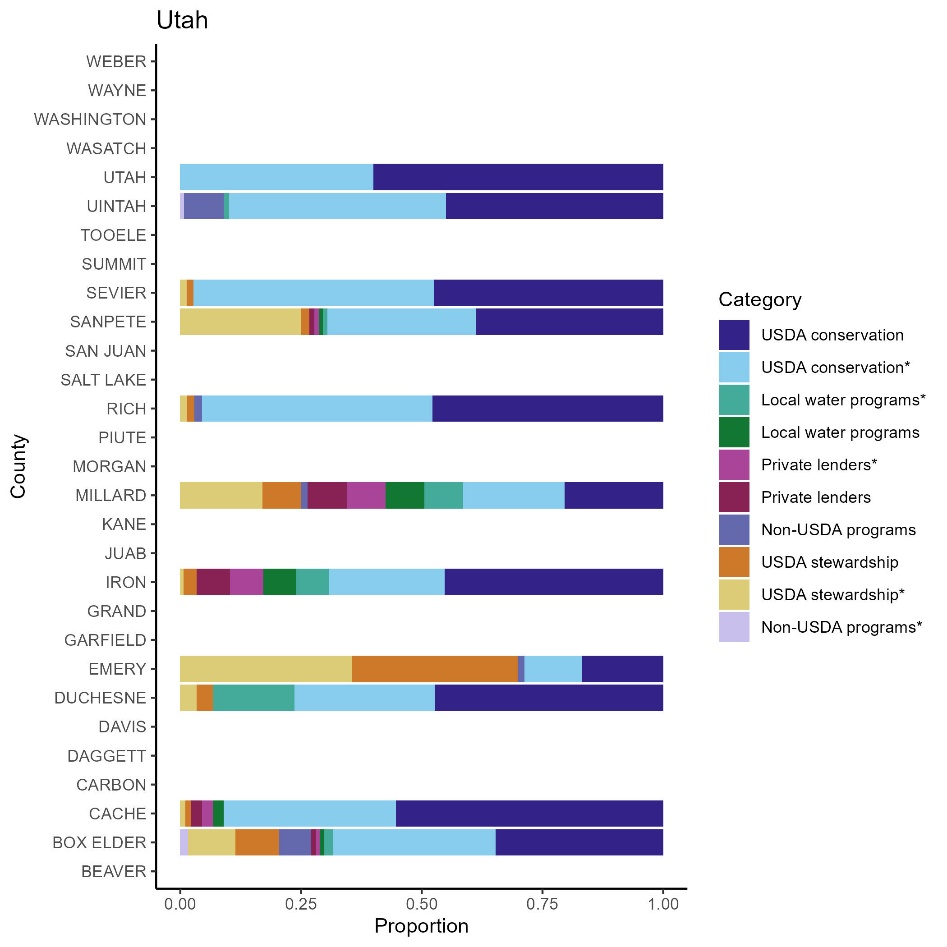 Utah
WEBER
WAYNE
WASHINGTON
WASATCH
UTAH
UINTAH
TOOELE
SUMMIT
SEVIER
SANPETE
SAN JUAN
SALT LAKE
RICH
PIUTE
MORGAN
MILLARD
KANE
JUAB
IRON
GRAND
GARFIELD
EMERY
DUCHESNE
DAVIS
DAGGETT
CARBON
CACHE
BOX ELDER
BEAVER
County
0.00 0.25 0.50 0.75 1.00
Proportion
Category
USDA conservation
USDA conservation*
Local water programs*
Local water programs
Private lenders*
Private lenders
Non-USDA programs
USDA stewardship
USDA stewardship*
Non-USDA programs*